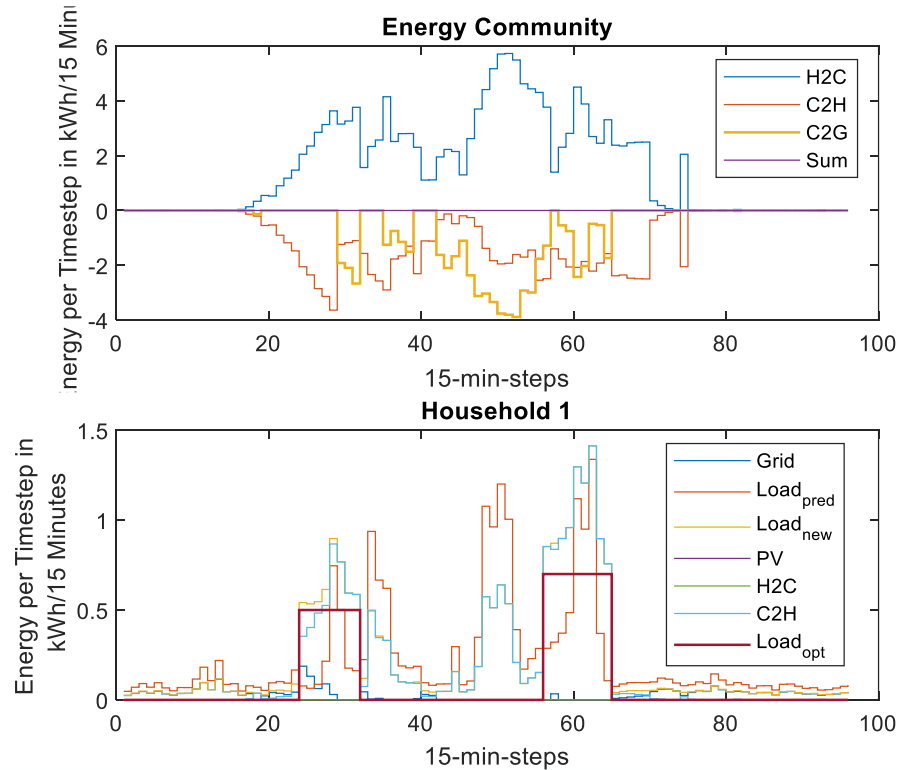 Energy Community
Energy per Timestep in kWh/15
6
4
2
0
-2
-4
0
20
40
60
80
100
15-min-steps
H2C
C2H
C2G
Sum
Household 1
Energy per Timestep in
kWh/15 Minutes
1.5
1
0.5
0
0
20
40
60
80
100
15-min-steps
Grid
Load_pred
Load_new
PV
H2C
C2H
Load_opt